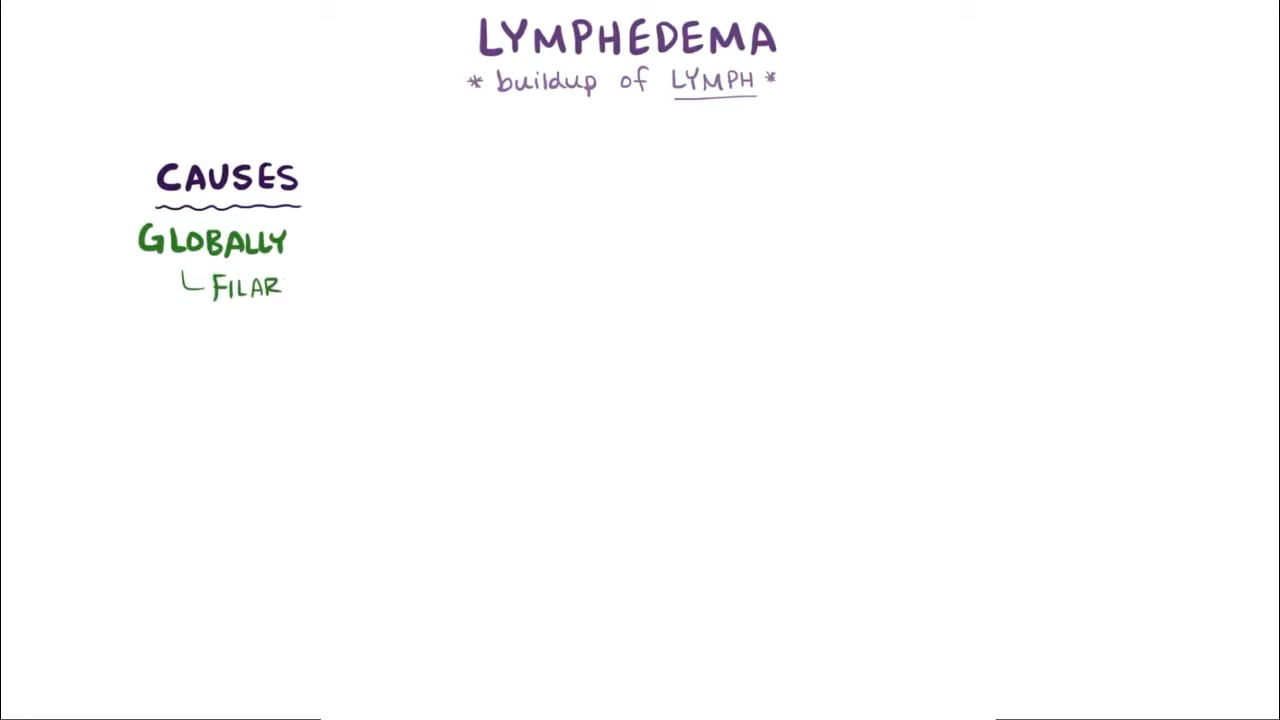 LYMPHEDEMA
* buildup of LYMPH *
CAUSES
GLOBALLY
FILAR